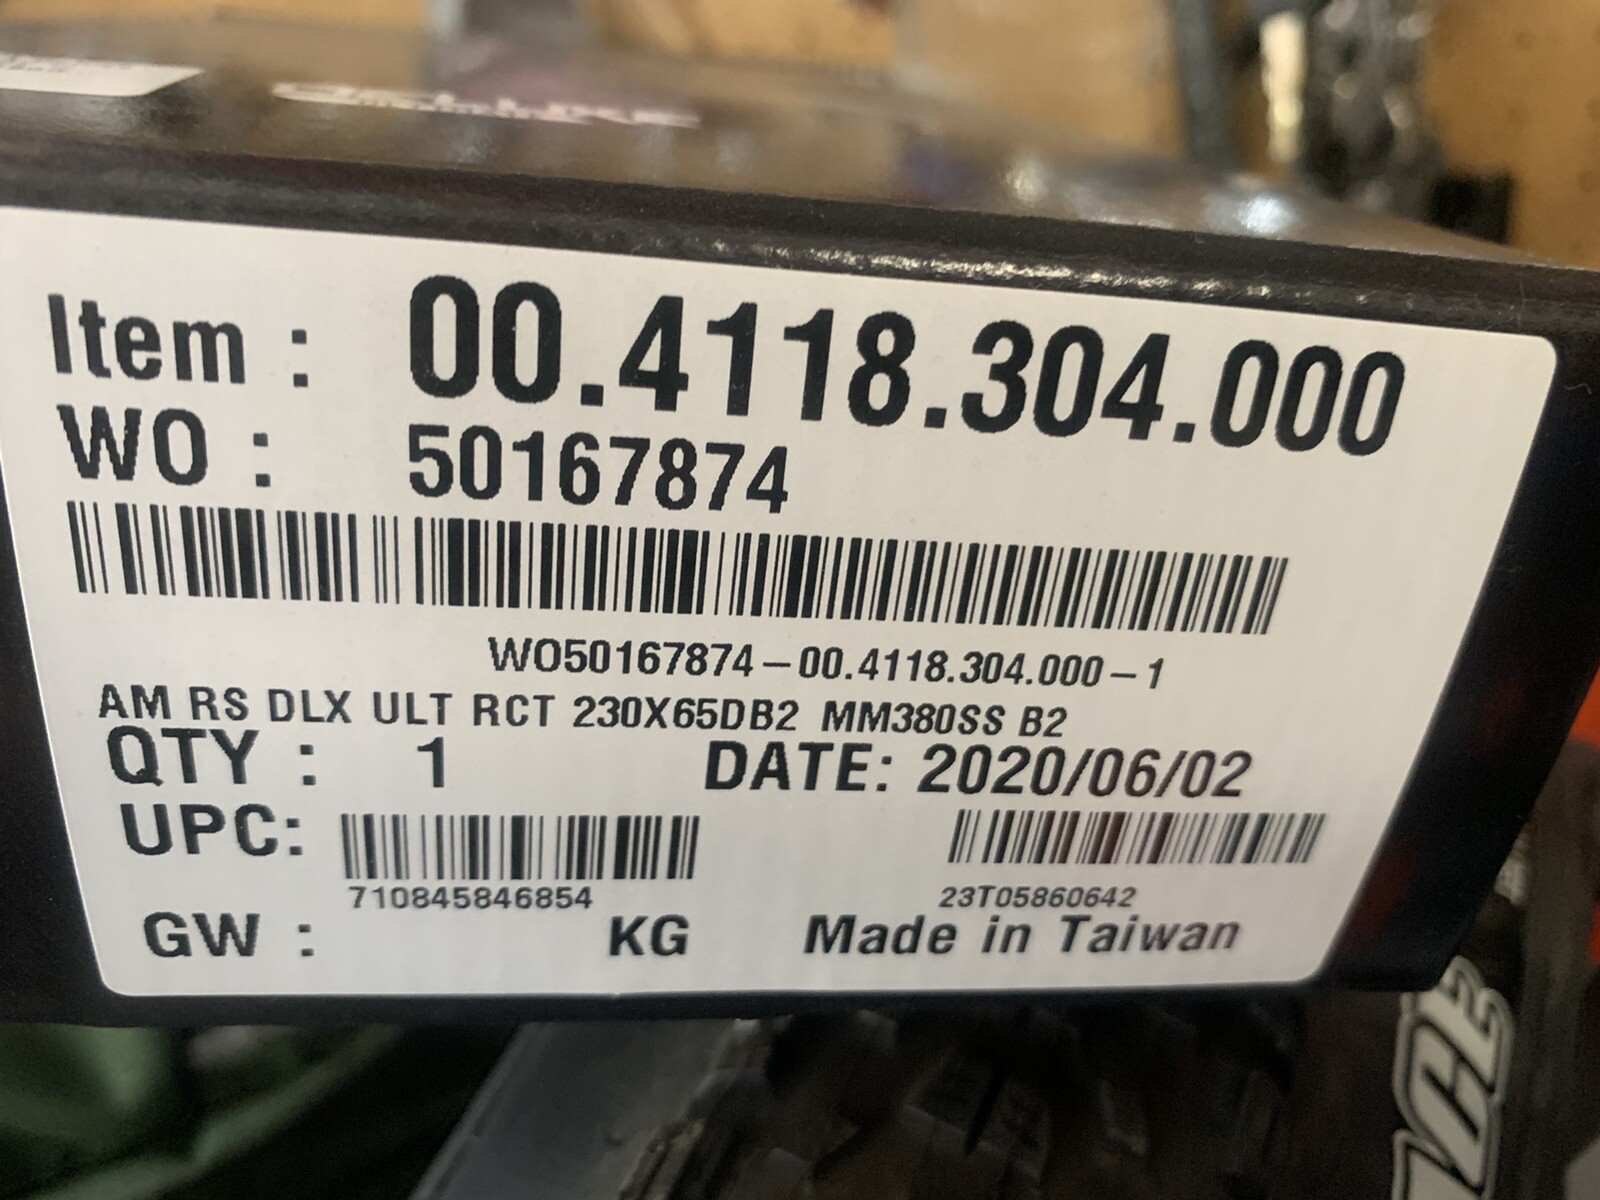 Item : 00.4118.304.000
WO : 50167874
WO50167874-00.4118.304.000-1
AM RS DLX ULT RCT 230X65DB2 MM380SS B2
QTY : 1 DATE: 2020/06/02
UPC:
710845846854 23T05860642
GW : KG Made in Taiwan